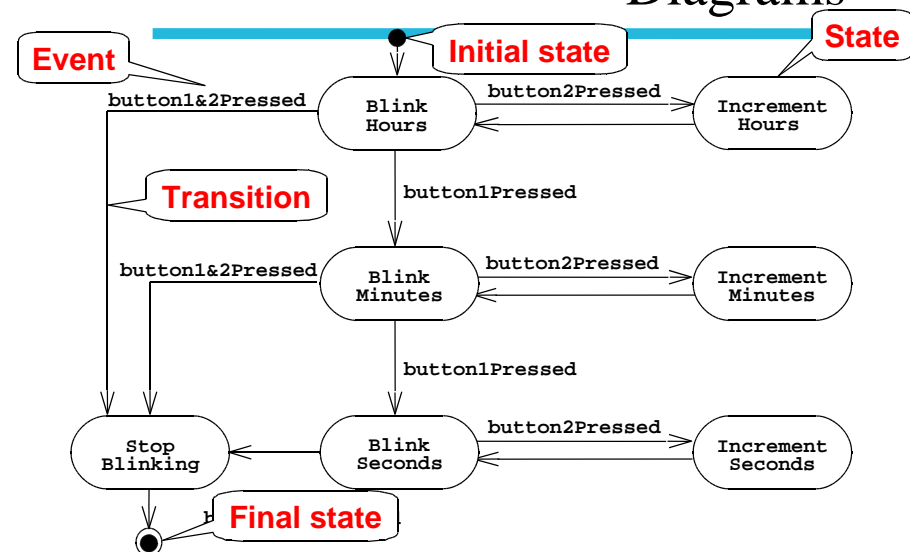 Diagrams
Initial state
State
Event
button1&2Pressed
Blink
Hours
button2Pressed
Increment
Hours
Transition
button1Pressed
button1&2Pressed
Blink
Minutes
button2Pressed
Increment
Minutes
button1Pressed
Stop
Blinking
Blink
Seconds
button2Pressed
Increment
Seconds
Final state